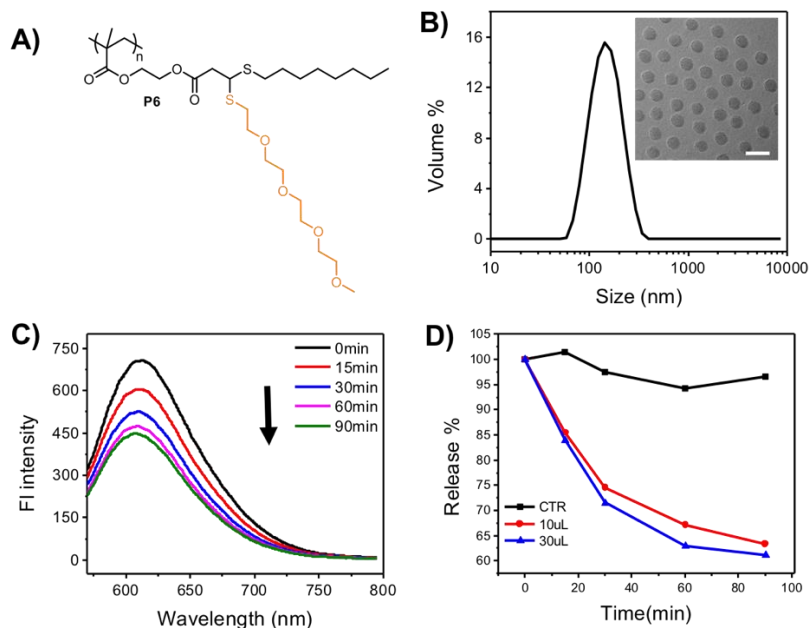 A)
n
O
O
O
O
S
S
P6
O
O
O
O
B)
Volume %
16
12
8
4
0
10
100
1000
10000
Size (nm)
C)
FI intensity
750
600
450
300
150
0
0min
15min
30min
60min
90min
600
650
700
750
800
Wavelength (nm)
D)
Release %
105
100
95
90
85
80
75
70
65
60
CTR
10uL
30uL
0
20
40
60
80
100
Time(min)